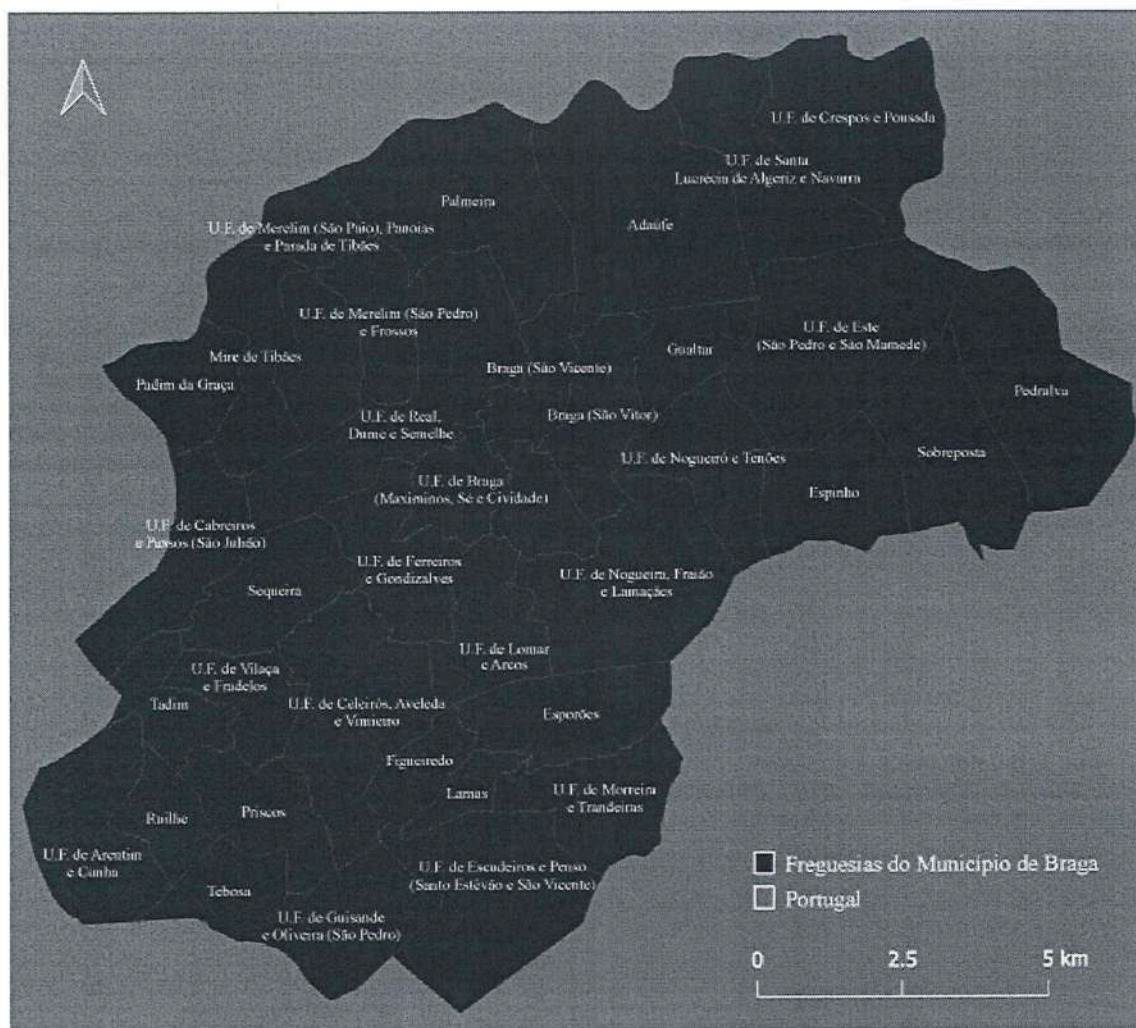 U.F. de Crespos e Pousada
U.F. de Santa
Lucrécia de Algeriz e Navarra
Palmeira
Adaúfe
U.F. de Merelim (São Paio), Panoias
e Parada de Tibães
U.F. de Merelim (São Pedro)
e Frossos
U.F. de Este
(São Pedro e São Mamede)
Gualtar
Mire de Tibães
Braga (São Vicente)
Padim da Graça
Pedralva
U.F. de Real,
Dume e Semelhe
Braga (São Vítor)
Sobreposta
U.F. de Nogueiró e Tenões
U.F. de Braga
(Maximinos, Sé e Cividade)
Espinho
U.F. de Cabreiros
e Passos (São Julião)
U.F. de Ferreiros
e Gondizalves
U.F. de Nogueira, Fraião
e Lamaçães
Sequeira
U.F. de Lomar
e Arcos
U.F. de Vilaça
e Fradelos
Tadim
U.F. de Celeirós, Aveleda
e Vimieiro
Esporões
Figueiredo
Lamas
U.F. de Morreira
e Trandeiras
Ruilhe
Priscos
U.F. de Arentim
e Cunha
U.F. de Escudeiros e Penso
(Santo Estêvão e São Vicente)
Tebosa
U.F. de Guisande
e Oliveira (São Pedro)
Freguesias do Município de Braga
Portugal
0 2.5 5 km